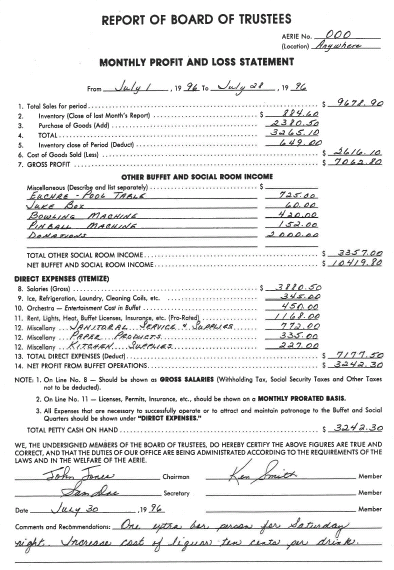 REPORT OF BOARD OF TRUSTEES
AERIE No. 000
(Location) Anywhere
MONTHLY PROFIT AND LOSS STATEMENT
From July 1, 1996 To July 28, 1996
1. Total Sales for period $ 9678.90
2. Inventory (Close of last Month's Report) $ 884.60
3. Purchase of Goods (Add) 2380.50
4. TOTAL 3265.10
5. Inventory close of Period (Deduct) 649.00
6. Cost of Goods Sold (Less) $ 2616.10
7. GROSS PROFIT $ 7062.80
OTHER BUFFET AND SOCIAL ROOM INCOME
Miscellaneous (Describe and list separately) $
EUCHRE - POOL TABLE 725.00
JUKE BOX 60.00
BOWLING MACHINE 420.00
PINBALL MACHINE 152.00
DONATIONS 2000.00
TOTAL OTHER SOCIAL ROOM INCOME $ 3357.00
NET BUFFET AND SOCIAL ROOM INCOME $ 10419.80
DIRECT EXPENSES (ITEMIZE)
8. Salaries (Gross) $ 3880.50
9. Ice, Refrigeration, Laundry, Cleaning Coils, etc. 345.00
10. Orchestra — Entertainment Cost in Buffet 450.00
11. Rent, Lights, Heat, Buffet Licenses, Insurance, etc. (Pro-Rated) 1168.00
12. Miscellany JANITORAL SERVICE & SUPPLIES 772.00
12. Miscellany PAPER PRODUCTS 335.00
12. Miscellany KITCHEN SUPPLIES 227.00
13. TOTAL DIRECT EXPENSES (Deduct) $ 7177.50
14. NET PROFIT FROM BUFFET OPERATIONS $ 3242.30
NOTE: 1. On Line No. 8 — Should be shown as GROSS SALARIES (Withholding Tax, Social Security Taxes and Other Taxes
not to be deducted).
2. On Line No. 11 — Licenses, Permits, Insurance, etc., should be shown on a MONTHLY PRORATED BASIS.
3. All Expenses that are necessary to successfully operate or to attract and maintain patronage to the Buffet and Social
Quarters should be shown under "DIRECT EXPENSES."
TOTAL PETTY CASH ON HAND $ 3242.30
WE, THE UNDERSIGNED MEMBERS OF THE BOARD OF TRUSTEES, DO HEREBY CERTIFY THE ABOVE FIGURES ARE TRUE AND
CORRECT, AND THAT THE DUTIES OF OUR OFFICE ARE BEING ADMINISTRATED ACCORDING TO THE REQUIREMENTS OF THE
LAWS AND IN THE WELFARE OF THE AERIE.
John Jones Chairman Ken Smith Member
Sam Doe Secretary Member
Date July 30, 1996. Member
Comments and Recommendations: One extra bar person for Saturday
night. Increase cost of liquor ten cents per drink.